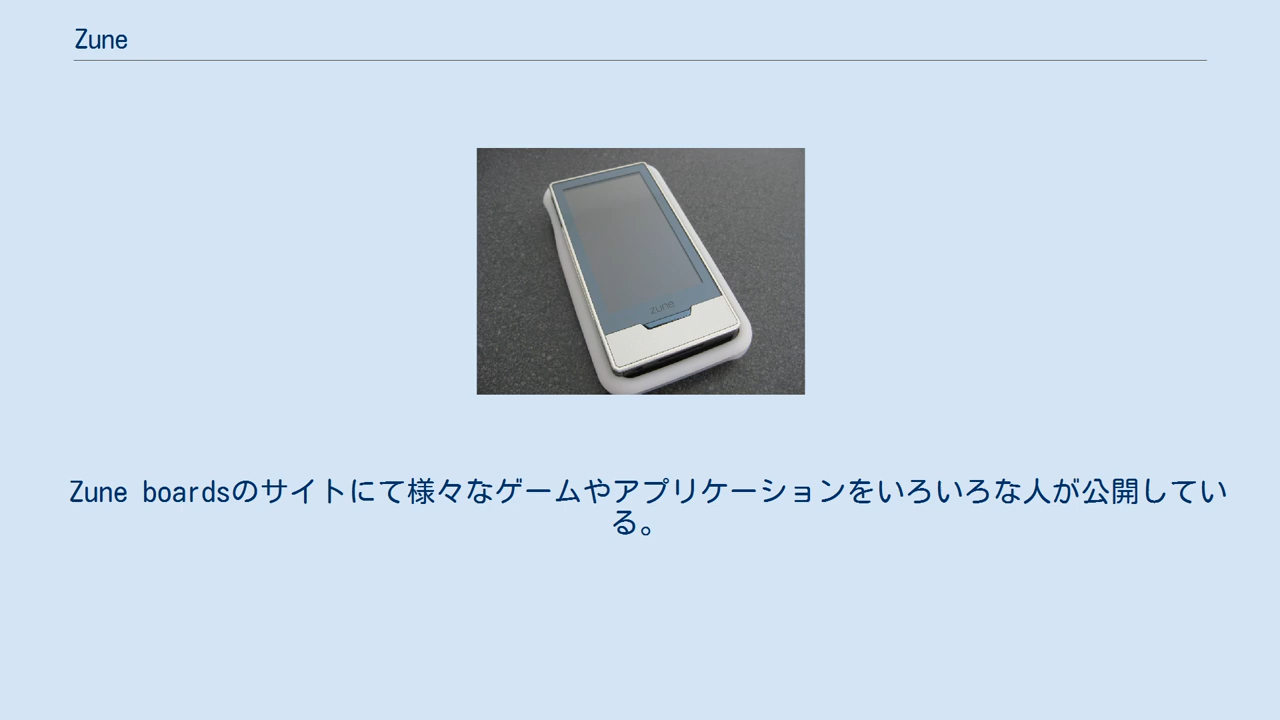 Zune
zune
Zune boardsのサイトにて様々なゲームやアプリケーションをいろいろな人が公開してい
る。